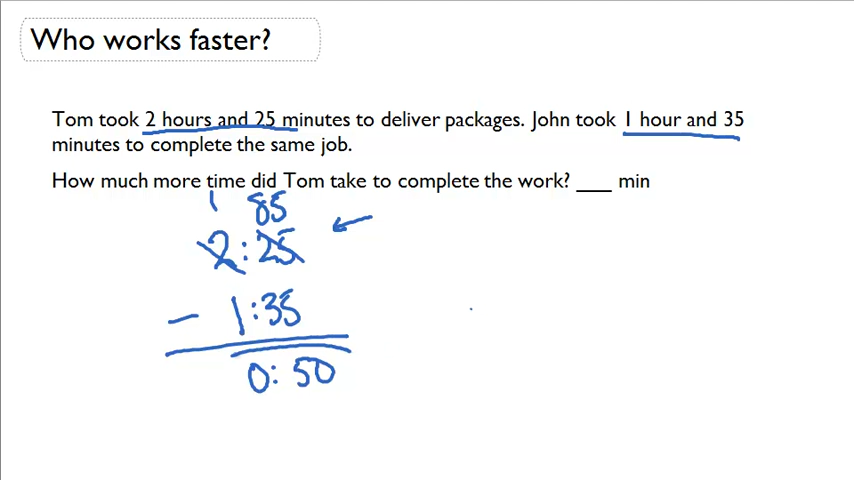 Who works faster?
Tom took 2 hours and 25 minutes to deliver packages. John took 1 hour and 35
minutes to complete the same job.
How much more time did Tom take to complete the work? ___ min
1 85
2:25
- 1:35
0:50